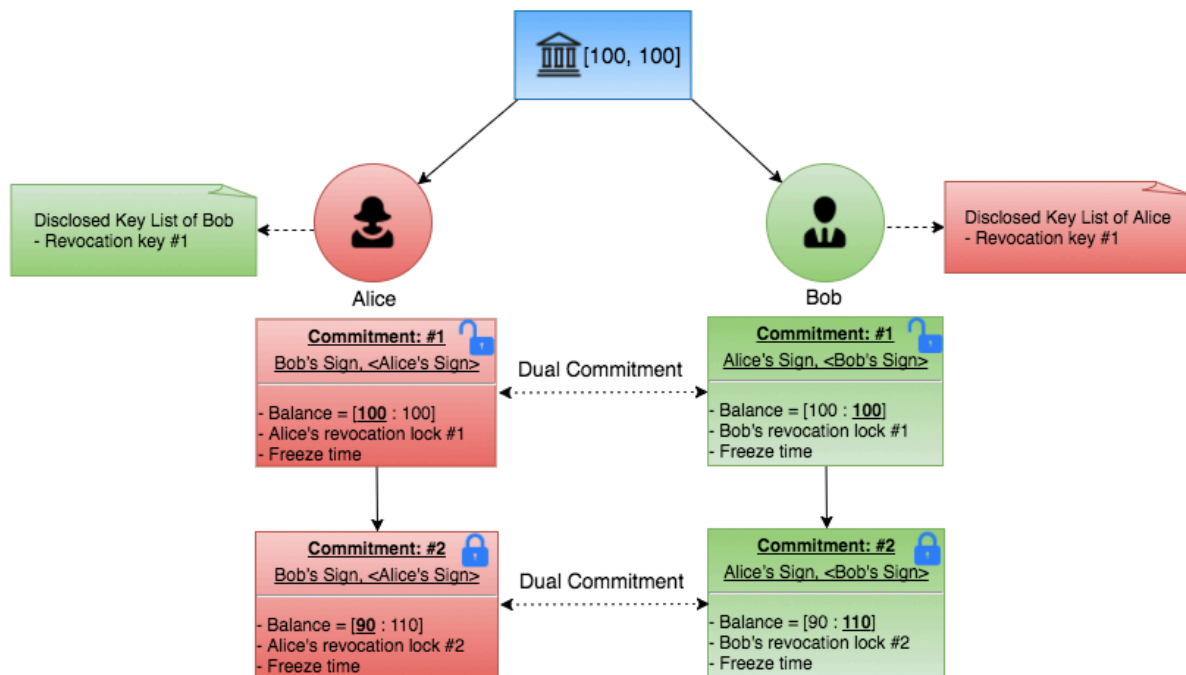 [100, 100]
Disclosed Key List of Bob
- Revocation key #1
Disclosed Key List of Alice
- Revocation key #1
Alice
Bob
Commitment: #1
Bob's Sign, <Alice's Sign>
- Balance = [100 : 100]
- Alice's revocation lock #1
- Freeze time
Dual Commitment
Commitment: #1
Alice's Sign, <Bob's Sign>
- Balance = [100 : 100]
- Bob's revocation lock #1
- Freeze time
Commitment: #2
Bob's Sign, <Alice's Sign>
- Balance = [90 : 110]
- Alice's revocation lock #2
- Freeze time
Dual Commitment
Commitment: #2
Alice's Sign, <Bob's Sign>
- Balance = [90 : 110]
- Bob's revocation lock #2
- Freeze time